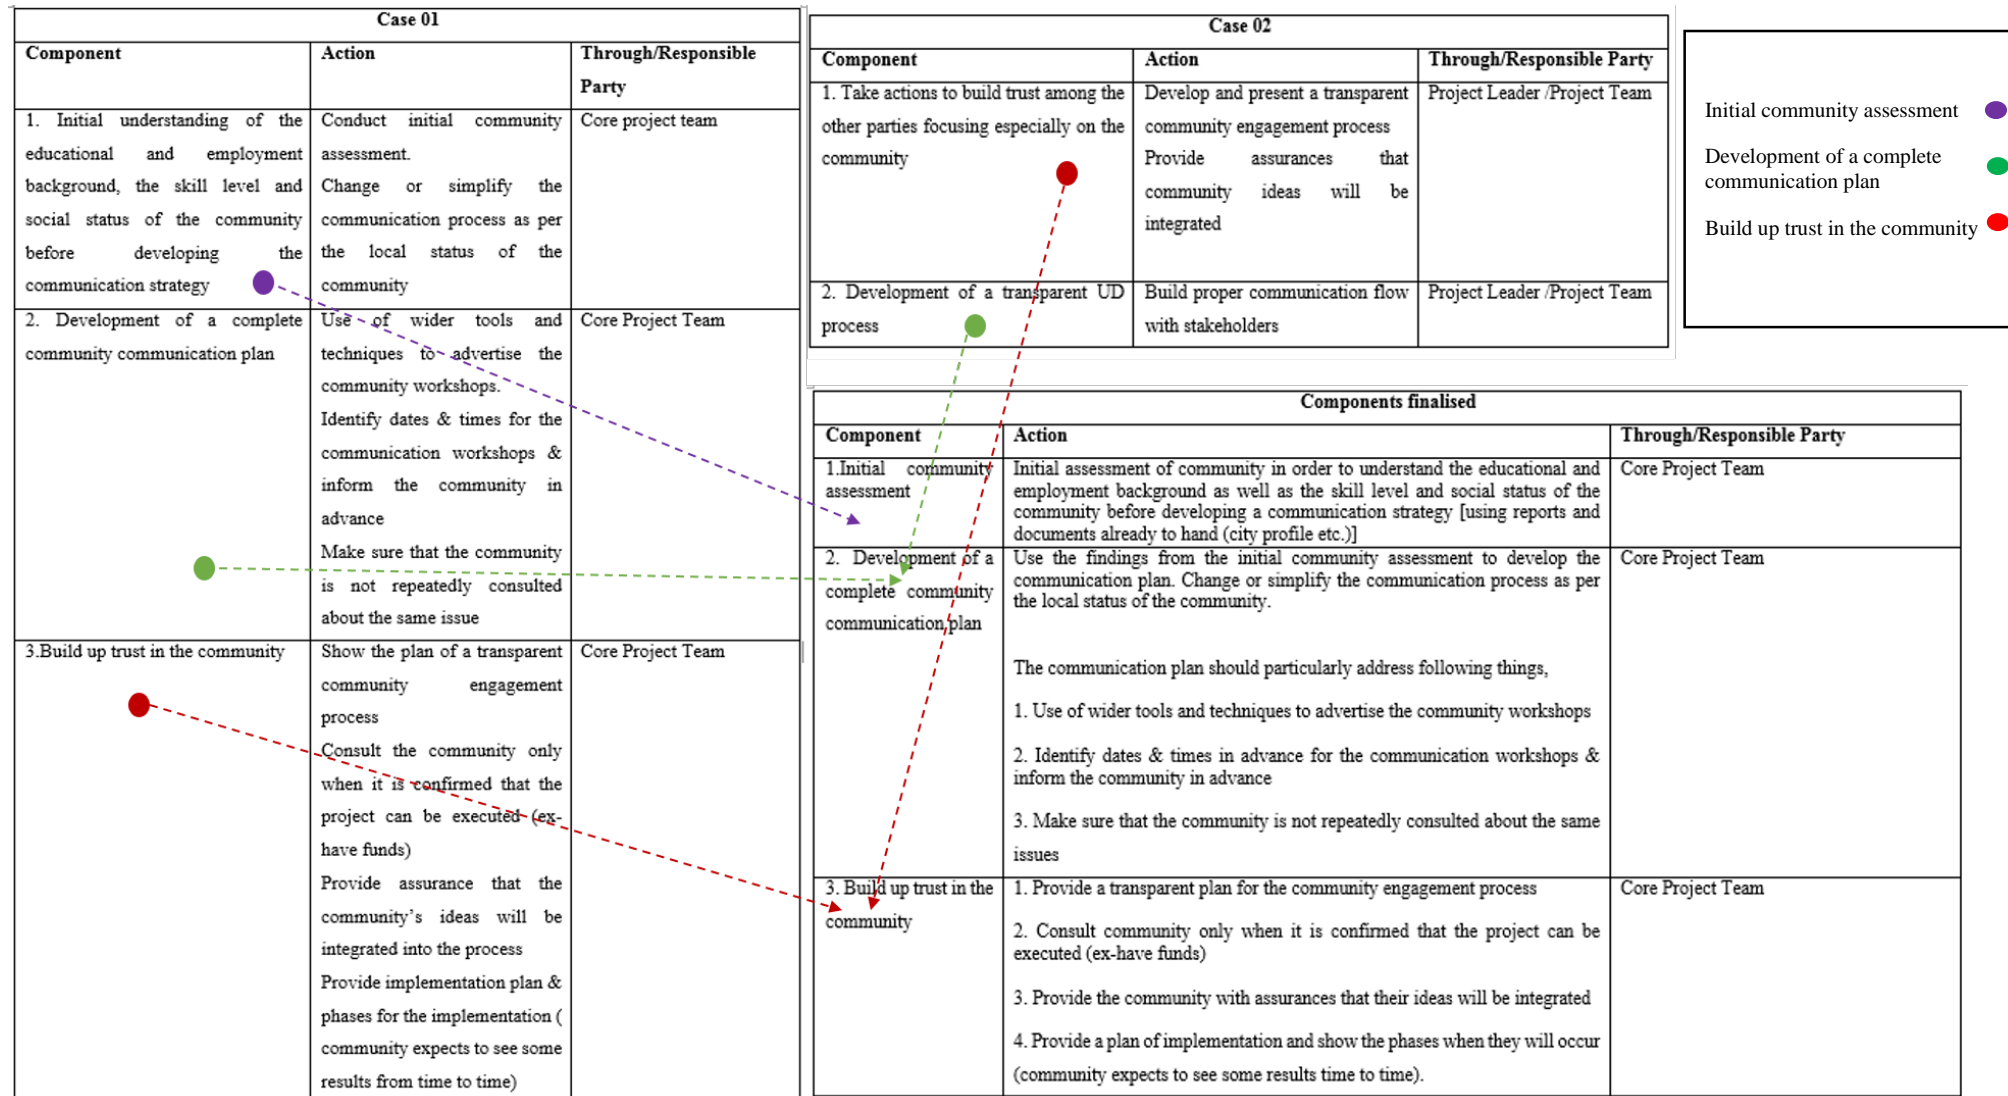 Case 01
Component
Action
Through/Responsible
Party
1. Initial understanding of the
educational and employment
background, the skill level and
social status of the community
before developing the
communication strategy
Conduct initial community
assessment.
Change or simplify the
communication process as per
the local status of the
community
Core project team
2. Development of a complete
community communication plan
Use of wider tools and
techniques to advertise the
community workshops.
Identify dates & times for the
communication workshops &
inform the community in
advance
Make sure that the community
is not repeatedly consulted
about the same issue
Core Project Team
3.Build up trust in the community
Show the plan of a transparent
community engagement
process
Consult the community only
when it is confirmed that the
project can be executed (ex-
have funds)
Provide assurance that the
community's ideas will be
integrated into the process
Provide implementation plan &
phases for the implementation (
community expects to see some
results from time to time)
Core Project Team
Case 02
Component
Action
Through/Responsible Party
1. Take actions to build trust among the
other parties focusing especially on the
community
Develop and present a transparent
community engagement process
Provide assurances that
community ideas will be
integrated
Project Leader /Project Team
2. Development of a transparent UD
process
Build proper communication flow
with stakeholders
Project Leader /Project Team
Initial community assessment
Development of a complete
communication plan
Build up trust in the community
Components finalised
Component
Action
Through/Responsible Party
1.Initial community
assessment
Initial assessment of community in order to understand the educational and
employment background as well as the skill level and social status of the
community before developing a communication strategy [using reports and
documents already to hand (city profile etc.)]
Core Project Team
2. Development of a
complete community
communication plan
Use the findings from the initial community assessment to develop the
communication plan. Change or simplify the communication process as per
the local status of the community.
The communication plan should particularly address following things,
1. Use of wider tools and techniques to advertise the community workshops
2. Identify dates & times in advance for the communication workshops &
inform the community in advance
3. Make sure that the community is not repeatedly consulted about the same
issues
Core Project Team
3. Build up trust in the
community
1. Provide a transparent plan for the community engagement process
2. Consult community only when it is confirmed that the project can be
executed (ex-have funds)
3. Provide the community with assurances that their ideas will be integrated
4. Provide a plan of implementation and show the phases when they will occur
(community expects to see some results time to time).
Core Project Team